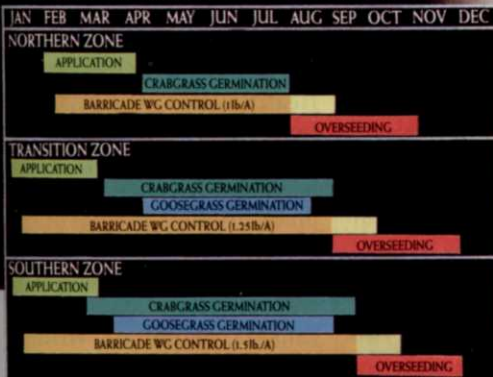 JAN FEB MAR APR MAY JUN JUL AUG SEP OCT NOV DEC
NORTHERN ZONE
APPLICATION
CRABGRASS GERMINATION
BARRICADE WG CONTROL (1lb/A)
OVERSEEDING
TRANSITION ZONE
APPLICATION
CRABGRASS GERMINATION
GOOSEGRASS GERMINATION
BARRICADE WG CONTROL (1.25lb/A)
OVERSEEDING
SOUTHERN ZONE
APPLICATION
CRABGRASS GERMINATION
GOOSEGRASS GERMINATION
BARRICADE WG CONTROL (1.5lb./A)
OVERSEEDING